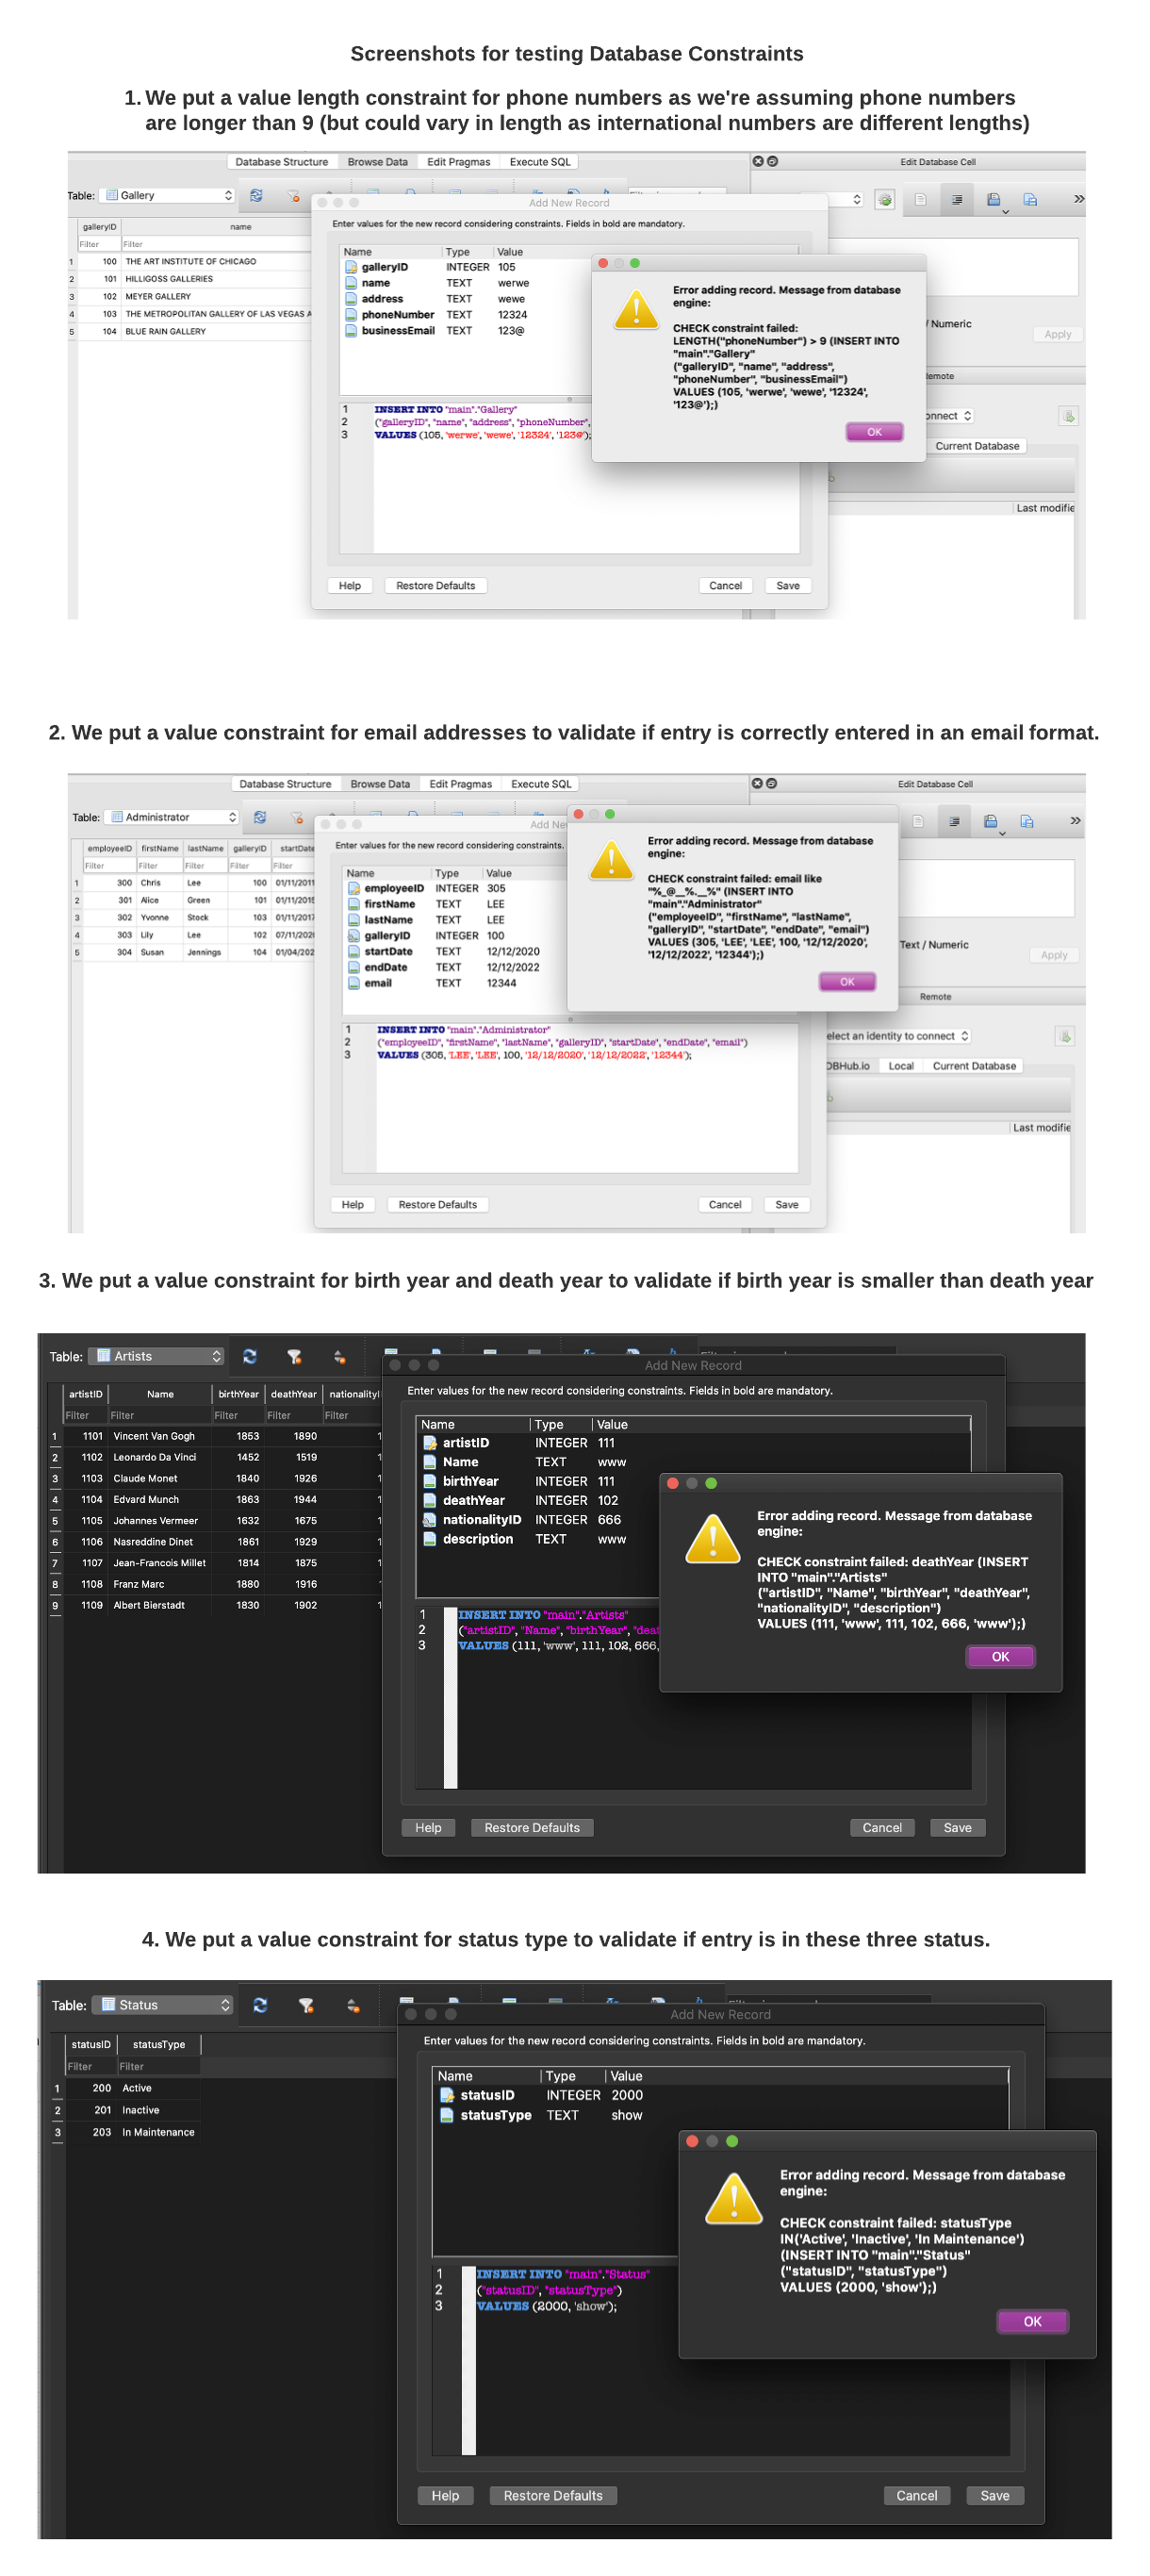 Screenshots for testing Database Constraints
1. We put a value length constraint for phone numbers as we're assuming phone numbers
are longer than 9 (but could vary in length as international numbers are different lengths)
Database Structure Browse Data Edit Pragmas Execute SQL
Edit Database Cell
Table: Gallery
galleryID name
Filter Filter
1 100 THE ART INSTITUTE OF CHICAGO
2 101 HILLIGOSS GALLERIES
3 102 MEYER GALLERY
4 103 THE METROPOLITAN GALLERY OF LAS VEGAS A
5 104 BLUE RAIN GALLERY
Add New Record
Enter values for the new record considering constraints. Fields in bold are mandatory.
Name Type Value
galleryID INTEGER 105
name TEXT werwe
address TEXT wewe
phoneNumber TEXT 12324
businessEmail TEXT 123@
1 INSERT INTO "main"."Gallery"
2 ("galleryID", "name", "address", "phoneNumber",
3 VALUES (105, 'werwe', 'wewe', '12324', '123@');
Help Restore Defaults Cancel Save
Error adding record. Message from database
engine:
CHECK constraint failed:
LENGTH("phoneNumber") > 9 (INSERT INTO
"main"."Gallery"
("galleryID", "name", "address",
"phoneNumber", "businessEmail")
VALUES (105, 'werwe', 'wewe', '12324',
'123@');)
OK
/ Numeric
Apply
emote
onnect
Current Database
Last modifie
2. We put a value constraint for email addresses to validate if entry is correctly entered in an email format.
Database Structure Browse Data Edit Pragmas Execute SQL
Edit Database Cell
Table: Administrator
employeeID firstName lastName galleryID startDate
Filter Filter Filter Filter Filter
1 300 Chris Lee 100 01/11/2011
2 301 Alice Green 101 01/11/2015
3 302 Yvonne Stock 103 01/11/2017
4 303 Lily Lee 102 07/11/202
5 304 Susan Jennings 104 01/04/202
Add Ne
Enter values for the new record considering constraints.
Name Type Value
employeeID INTEGER 305
firstName TEXT LEE
lastName TEXT LEE
galleryID INTEGER 100
startDate TEXT 12/12/2020
endDate TEXT 12/12/2022
email TEXT 12344
1 INSERT INTO "main"."Administrator"
2 ("employeeID", "firstName", "lastName", "galleryID", "startDate", "endDate", "email")
3 VALUES (305, 'LEE', 'LEE', 100, '12/12/2020', '12/12/2022', '12344');
Help Restore Defaults Cancel Save
Error adding record. Message from database
engine:
CHECK constraint failed: email like
"%_@__%.__%" (INSERT INTO
"main"."Administrator"
("employeeID", "firstName", "lastName",
"galleryID", "startDate", "endDate", "email")
VALUES (305, 'LEE', 'LEE', 100, '12/12/2020',
'12/12/2022', '12344');)
OK
Text / Numeric
Apply
Remote
elect an identity to connect
DBHub.io Local Current Database
Last modifie
3. We put a value constraint for birth year and death year to validate if birth year is smaller than death year
Table: Artists
artistID Name birthYear deathYear nationalityI
Filter Filter Filter Filter Filter
1 1101 Vincent Van Gogh 1853 1890 1
2 1102 Leonardo Da Vinci 1452 1519 1
3 1103 Claude Monet 1840 1926 1
4 1104 Edvard Munch 1863 1944 1
5 1105 Johannes Vermeer 1632 1675 1
6 1106 Nasreddine Dinet 1861 1929 1
7 1107 Jean-Francois Millet 1814 1875 1
8 1108 Franz Marc 1880 1916
9 1109 Albert Bierstadt 1830 1902 1
Add New Record
Enter values for the new record considering constraints. Fields in bold are mandatory.
Name Type Value
artistID INTEGER 111
Name TEXT www
birthYear INTEGER 111
deathYear INTEGER 102
nationalityID INTEGER 666
description TEXT www
1 INSERT INTO "main"."Artists"
2 ("artistID", "Name", "birthYear", "deat
3 VALUES (111, 'www', 111, 102, 666,
Help Restore Defaults Cancel Save
Error adding record. Message from database
engine:
CHECK constraint failed: deathYear (INSERT
INTO "main"."Artists"
("artistID", "Name", "birthYear", "deathYear",
"nationalityID", "description")
VALUES (111, 'www', 111, 102, 666, 'www');)
OK
4. We put a value constraint for status type to validate if entry is in these three status.
Table: Status
statusID statusType
Filter Filter
1 200 Active
2 201 Inactive
3 203 In Maintenance
Add New Record
Enter values for the new record considering constraints. Fields in bold are mandatory.
Name Type Value
statusID INTEGER 2000
statusType TEXT show
1 INSERT INTO "main"."Status"
2 ("statusID", "statusType")
3 VALUES (2000, 'show');
Help Restore Defaults Cancel Save
Error adding record. Message from database
engine:
CHECK constraint failed: statusType
IN('Active', 'Inactive', 'In Maintenance')
(INSERT INTO "main"."Status"
("statusID", "statusType")
VALUES (2000, 'show');)
OK